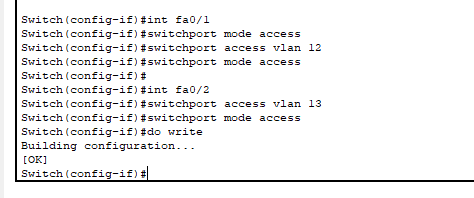 Switch(config-if)#int fa0/1
Switch(config-if)#switchport mode access
Switch(config-if)#switchport access vlan 12
Switch(config-if)#switchport mode access
Switch(config-if)#
Switch(config-if)#int fa0/2
Switch(config-if)#switchport access vlan 13
Switch(config-if)#switchport mode access
Switch(config-if)#do write
Building configuration...
[OK]
Switch(config-if)#